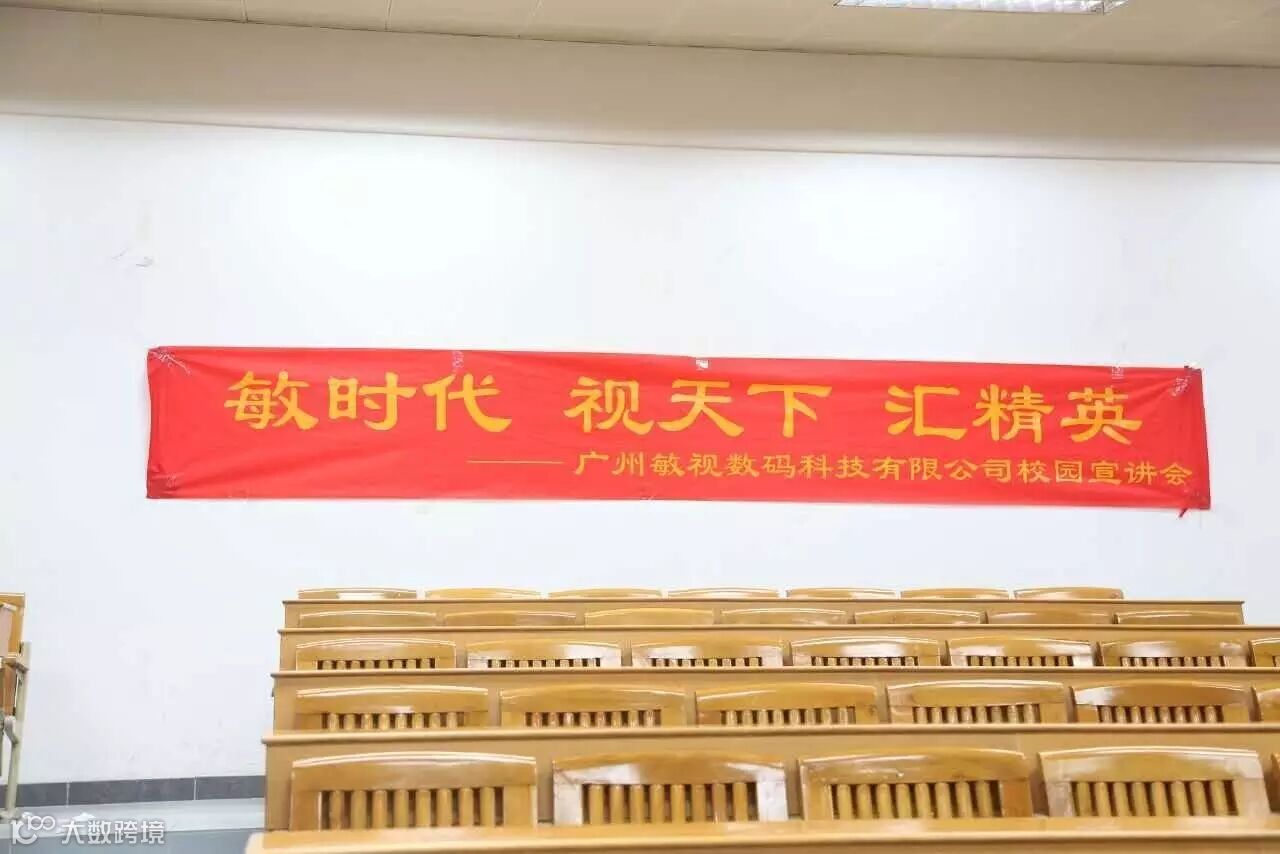 敏时代 视天下 汇精英
——广州敏视数码科技有限公司校园宣讲会
大数跨境